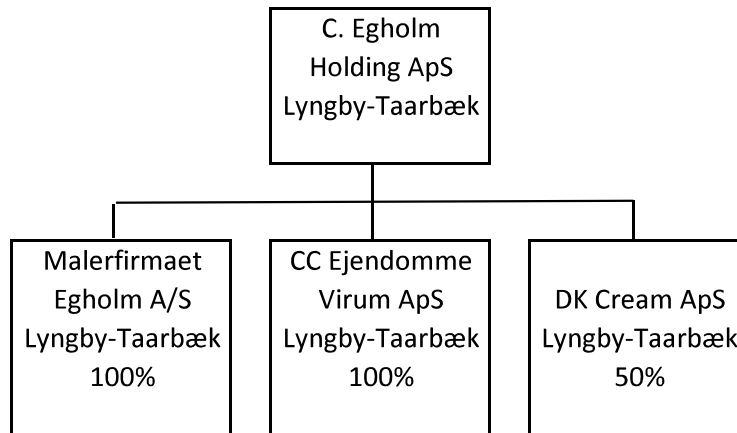 C. Egholm
Holding ApS
Lyngby-Taarbæk
Malerfirmaet
Egholm A/S
Lyngby-Taarbæk
100%
CC Ejendomme
Virum ApS
Lyngby-Taarbæk
100%
DK Cream ApS
Lyngby-Taarbæk
50%